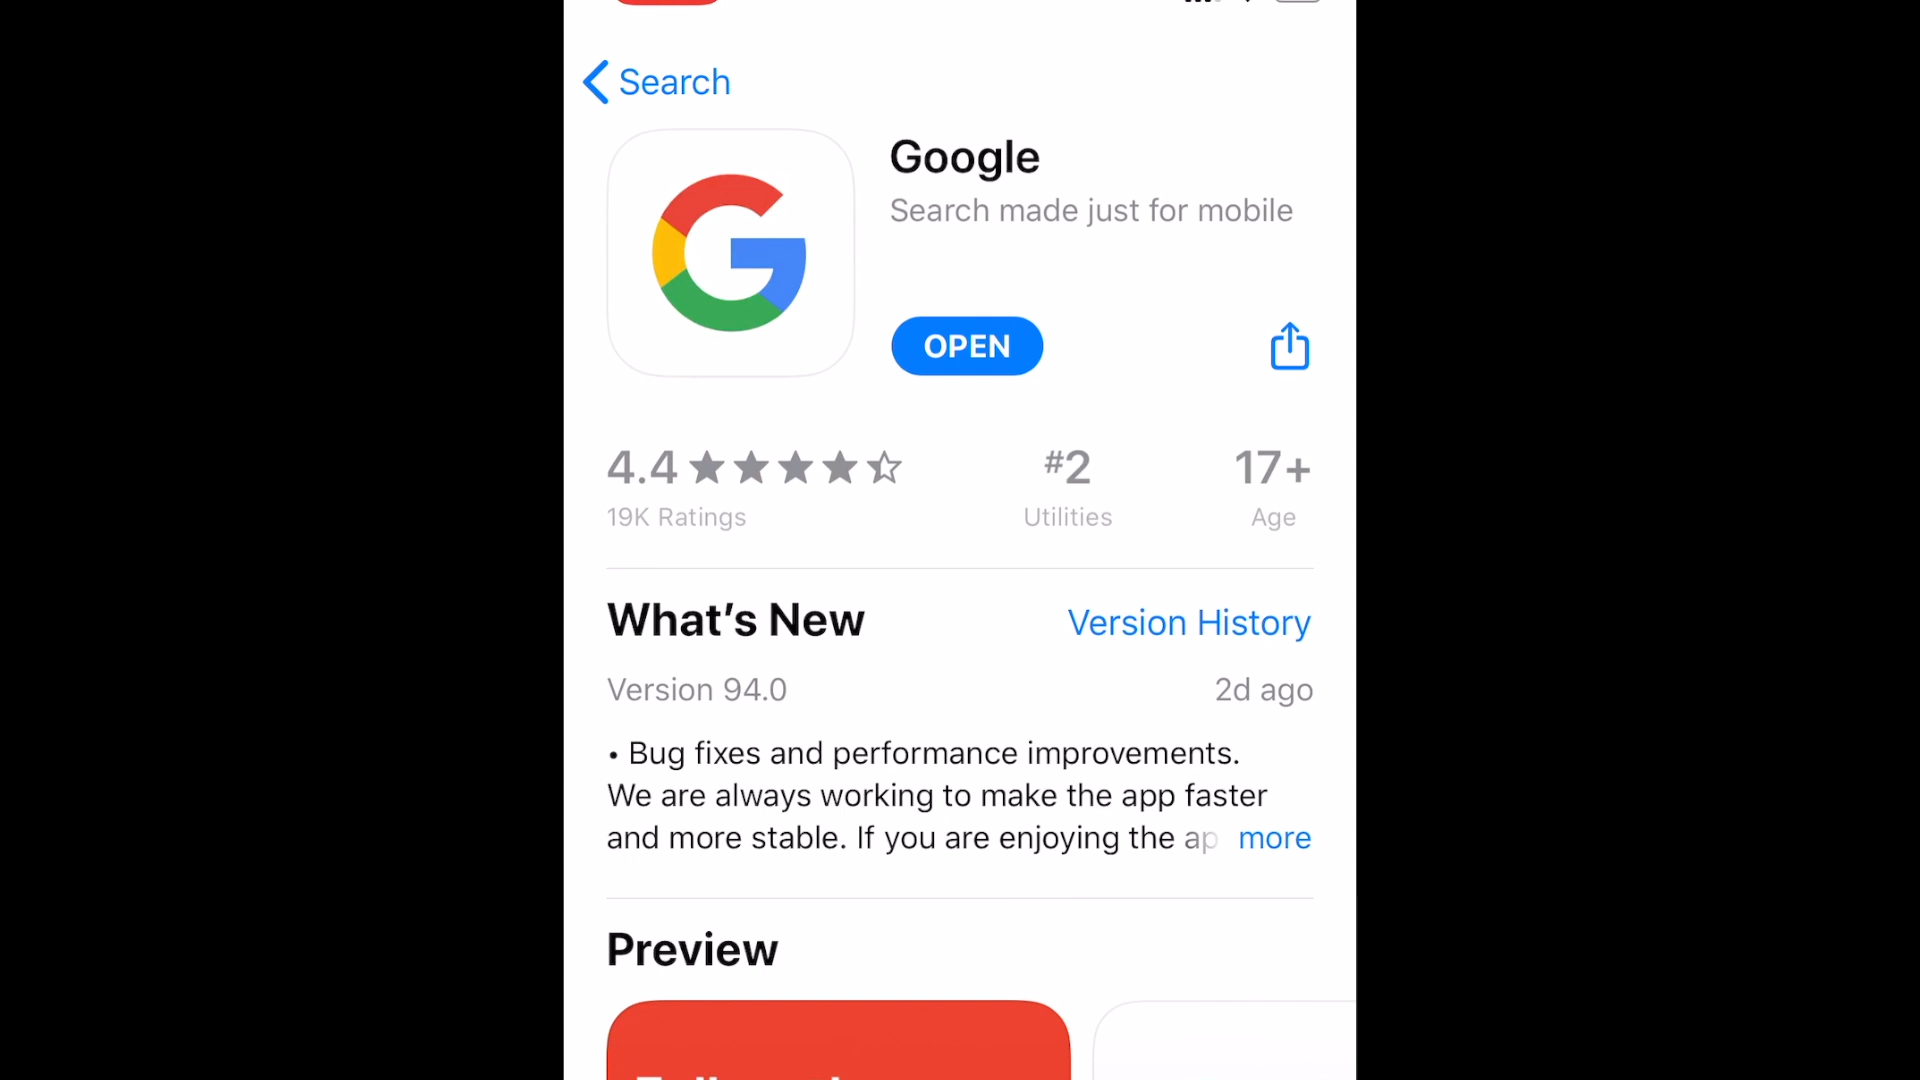 Search
Google
Search made just for mobile
OPEN
4.4
#2
17+
19K Ratings
Utilities
Age
What's New
Version History
Version 94.0
2d ago
• Bug fixes and performance improvements.
We are always working to make the app faster
and more stable. If you are enjoying the ap more
Preview